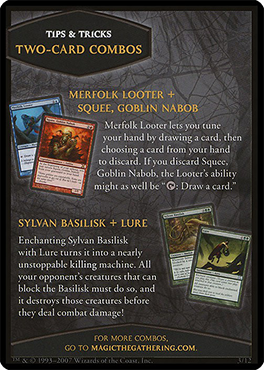 TIPS & TRICKS
TWO-CARD COMBOS
MERFOLK LOOTER +
SQUEE, GOBLIN NABOB
Merfolk Looter lets you tune
your hand by drawing a card, then
choosing a card from your hand
to discard. If you discard Squee,
Goblin Nabob, the Looter's ability
might as well be “: Draw a card.”
SYLVAN BASILISK + LURE
Enchanting Sylvan Basilisk
with Lure turns it into a nearly
unstoppable killing machine. All
your opponent's creatures that
can block the Basilisk must do so, and
it destroys those creatures before
they deal combat damage!
FOR MORE COMBOS,
GO TO MAGICTHEGATHERING.COM.
™ & © 1993–2007 Wizards of the Coast, Inc. 3/12